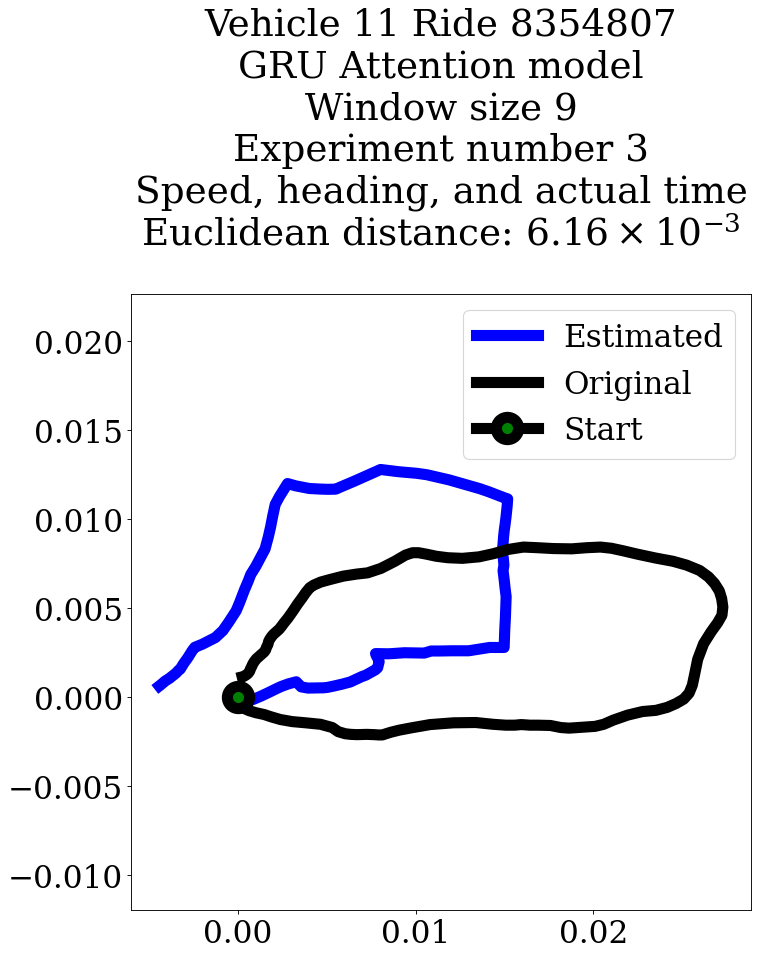 Vehicle 11 Ride 8354807
GRU Attention model
Window size 9
Experiment number 3
Speed, heading, and actual time
Euclidean distance: 6.16 × 10⁻³
Estimated
Original
Start
0.020
0.015
0.010
0.005
0.000
−0.005
−0.010
0.00 0.01 0.02